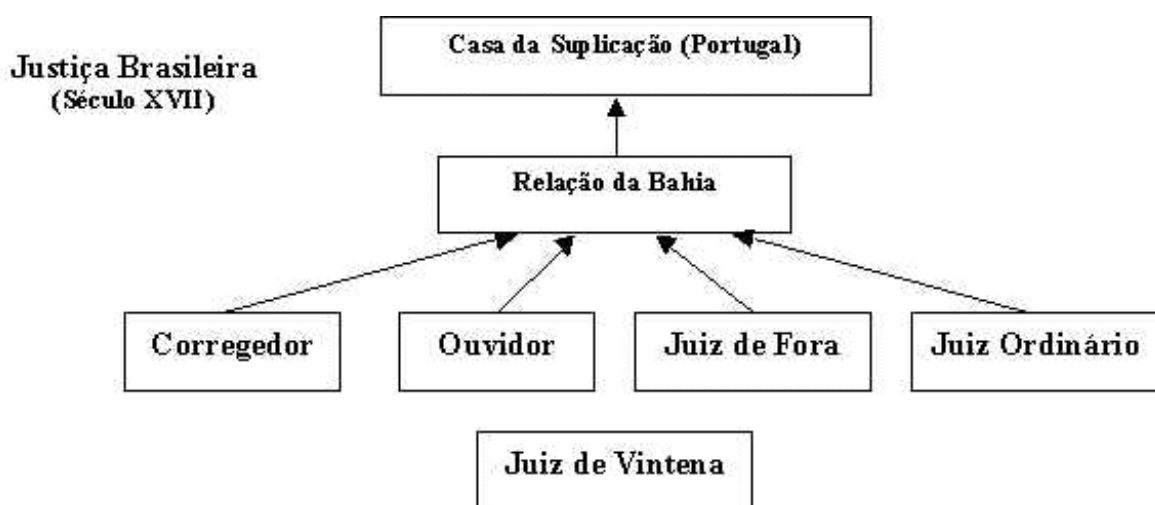 Casa da Suplicação (Portugal)
Justiça Brasileira
(Século XVII)
Relação da Bahia
Corregedor
Ouvidor
Juiz de Fora
Juiz Ordinário
Juiz de Vintena